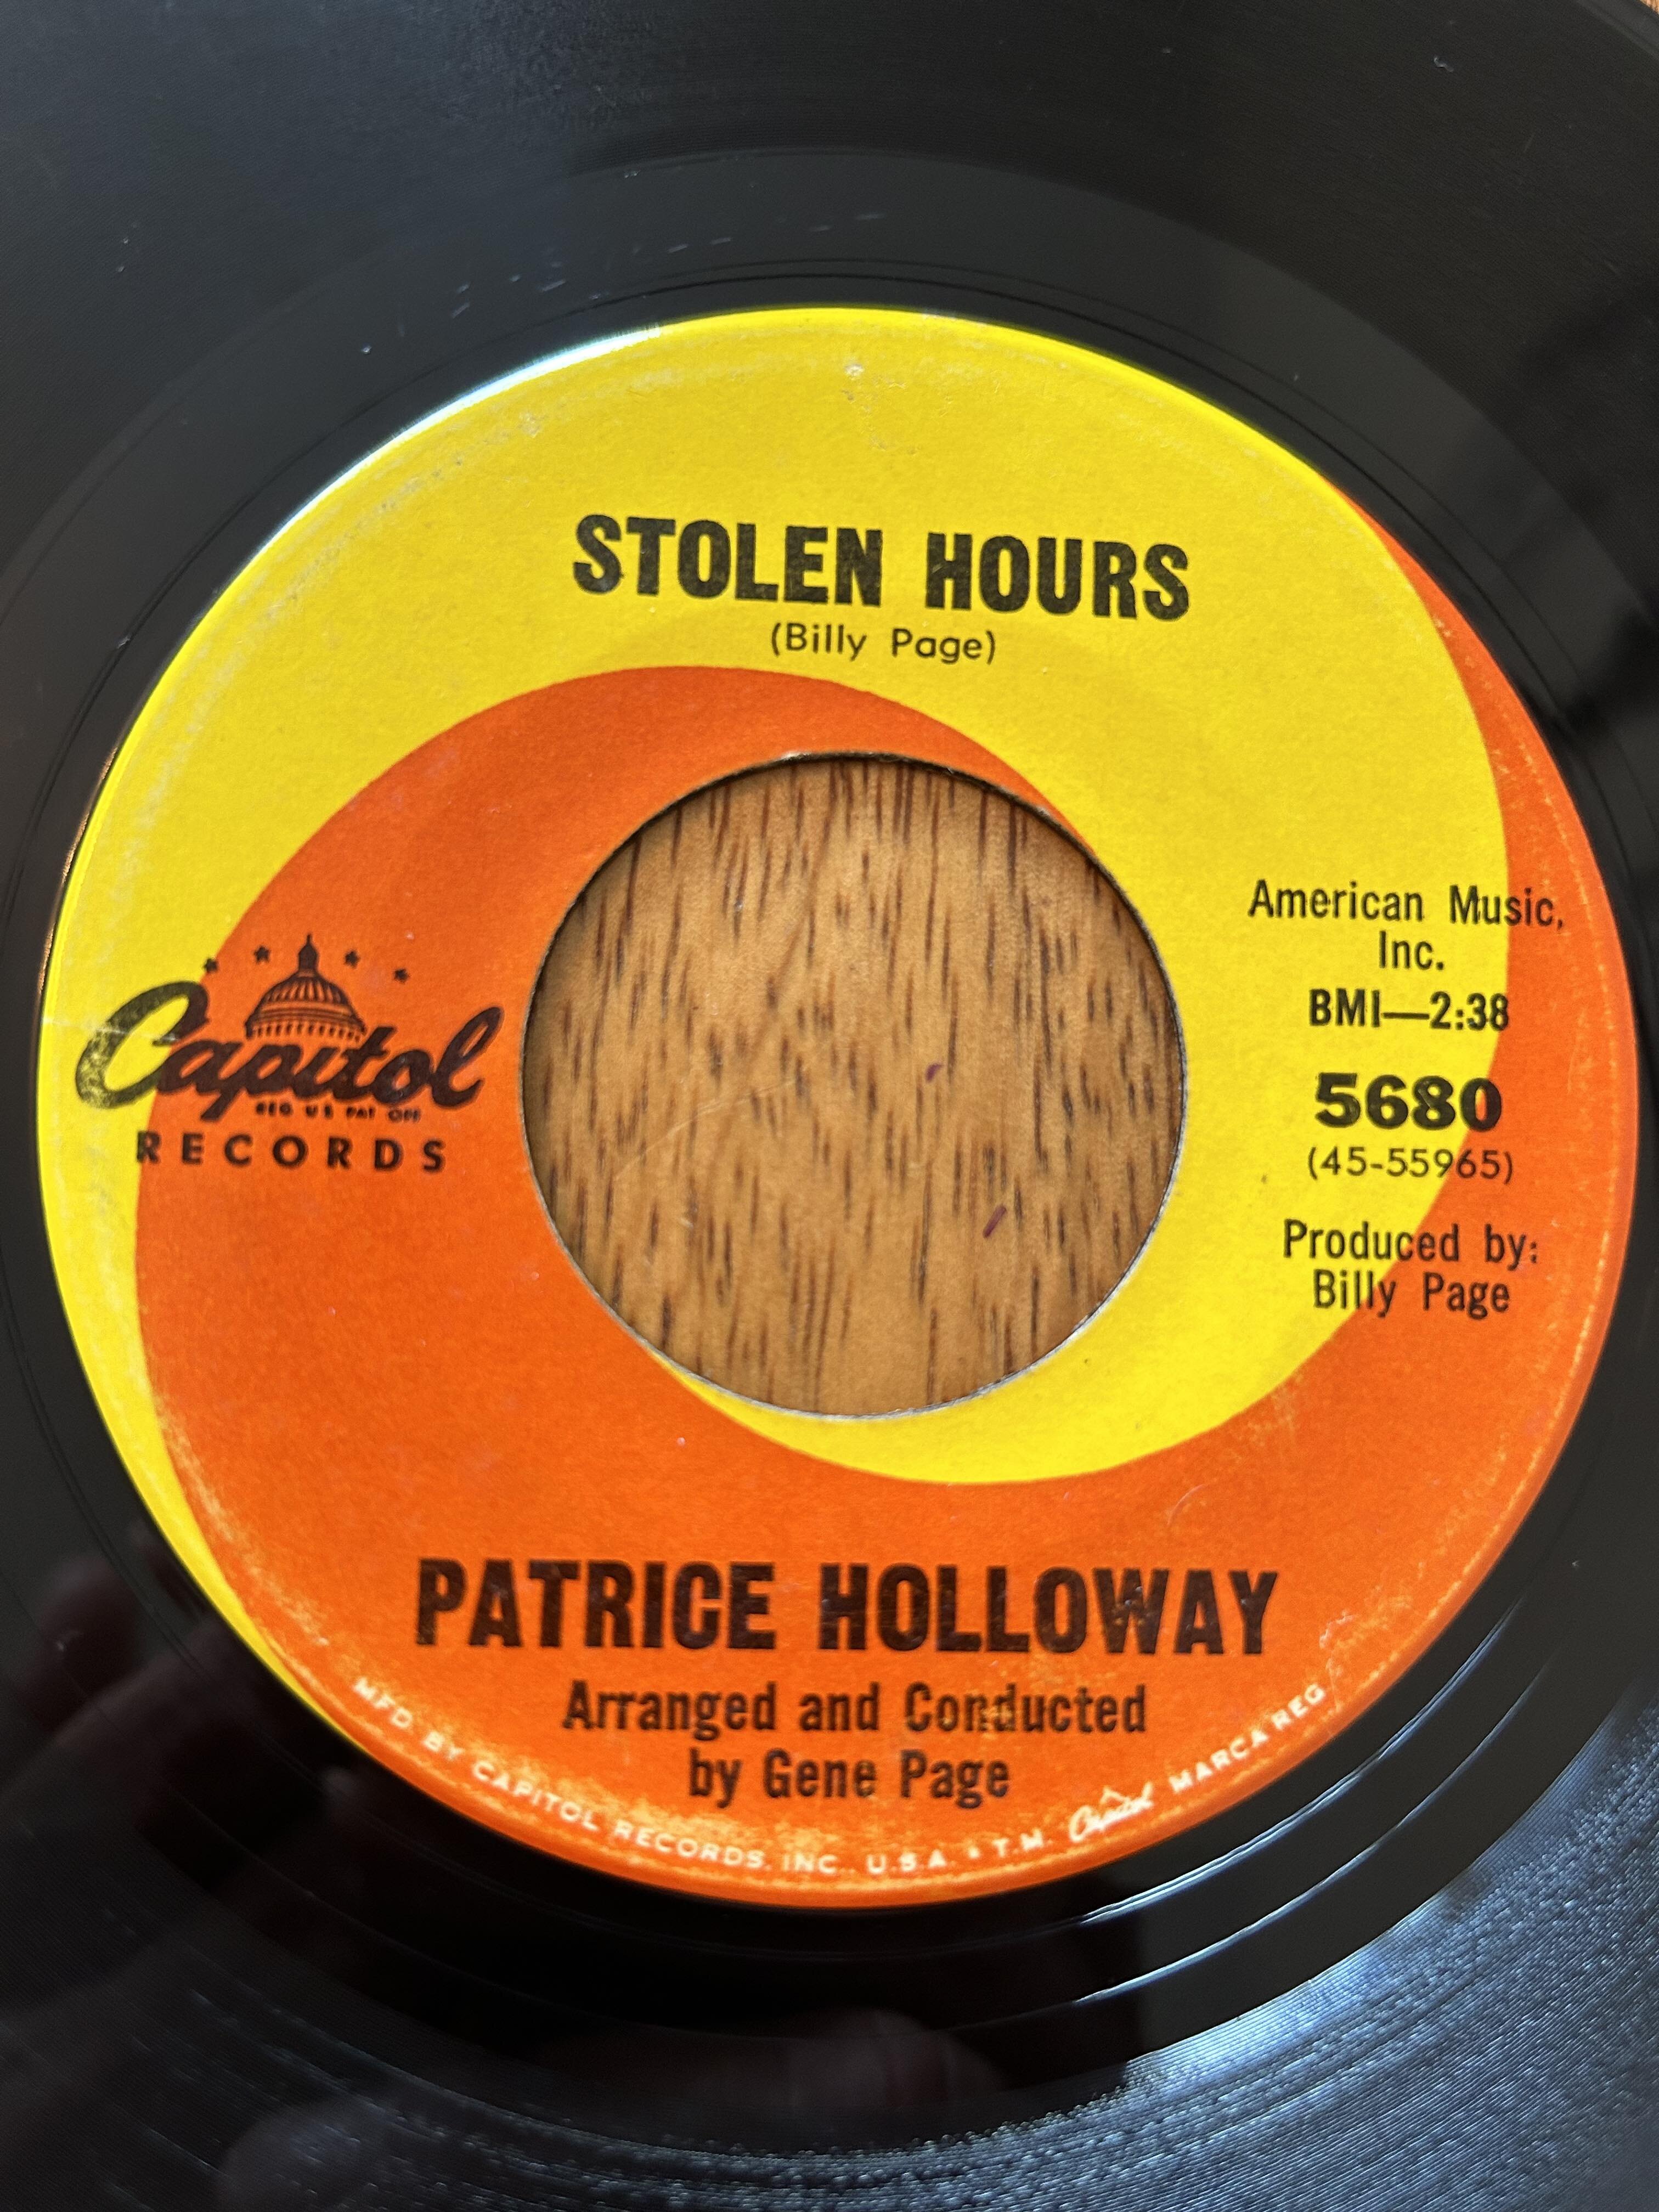 STOLEN HOURS
(Billy Page)
Capitol
REG U S PAT OFF
RECORDS
American Music,
Inc.
BMI—2:38
5680
(45-55965)
Produced by:
Billy Page
PATRICE HOLLOWAY
Arranged and Conducted
by Gene Page
MFD BY CAPITOL RECORDS, INC., U.S.A. • T.M. Capitol MARCA REG